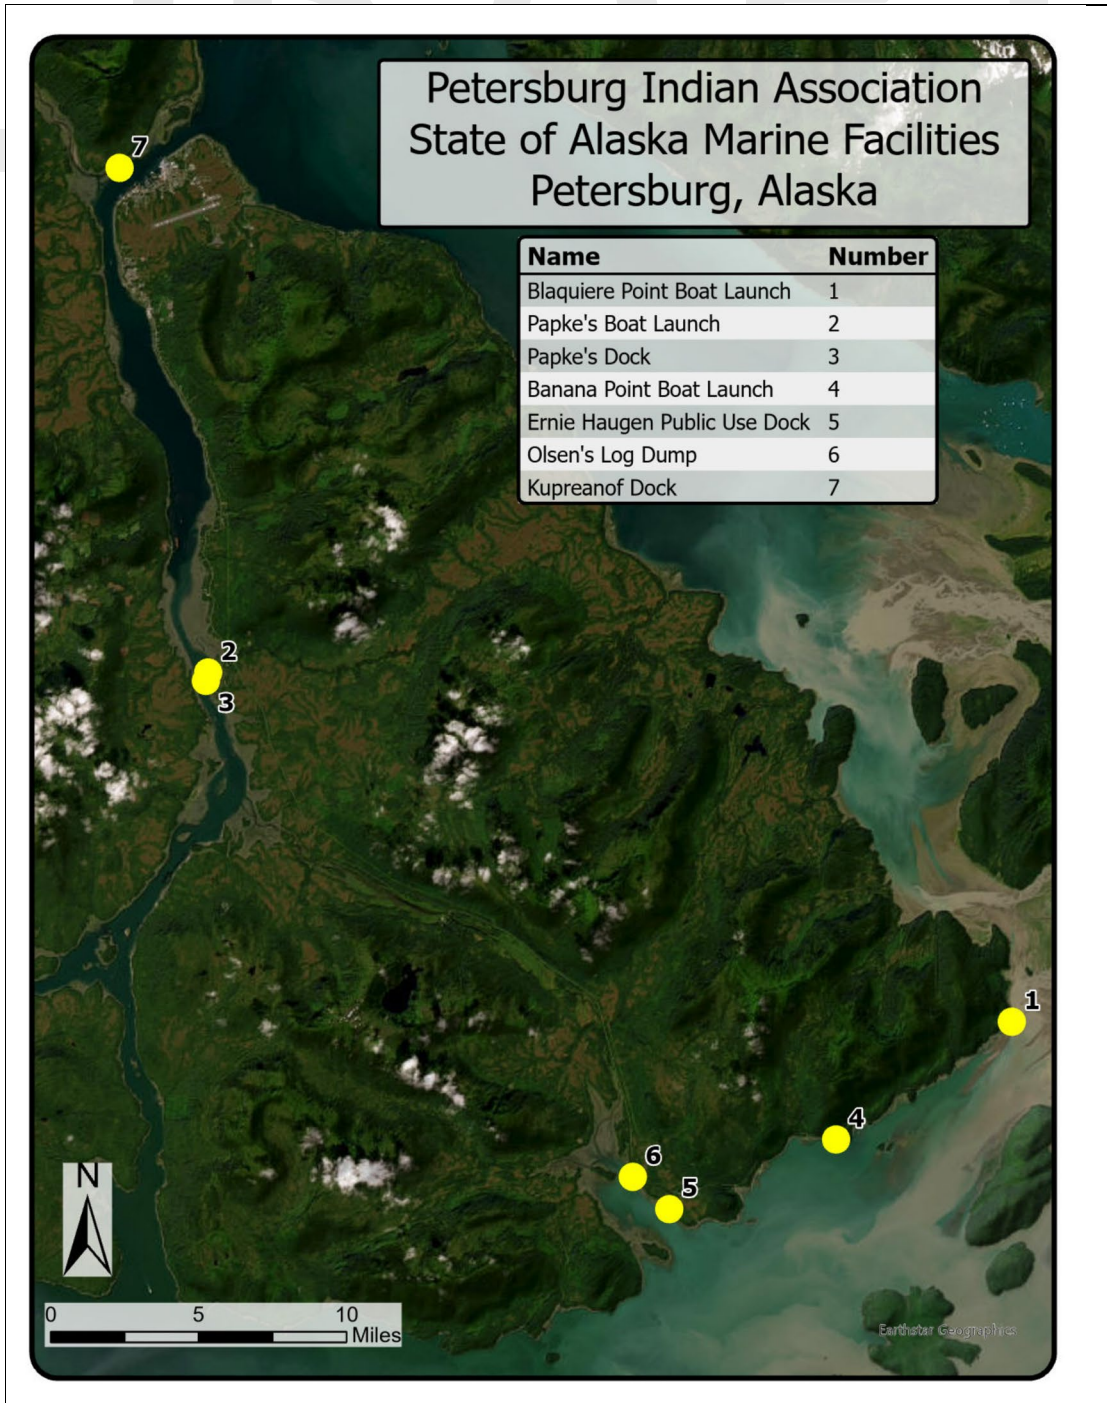 Petersburg Indian Association
State of Alaska Marine Facilities
Petersburg, Alaska
Name Number
Blaquiere Point Boat Launch 1
Papke's Boat Launch 2
Papke's Dock 3
Banana Point Boat Launch 4
Ernie Haugen Public Use Dock 5
Olsen's Log Dump 6
Kupreanof Dock 7
7
2
3
1
4
6
5
N
0 5 10
Miles
Earthstar Geographics